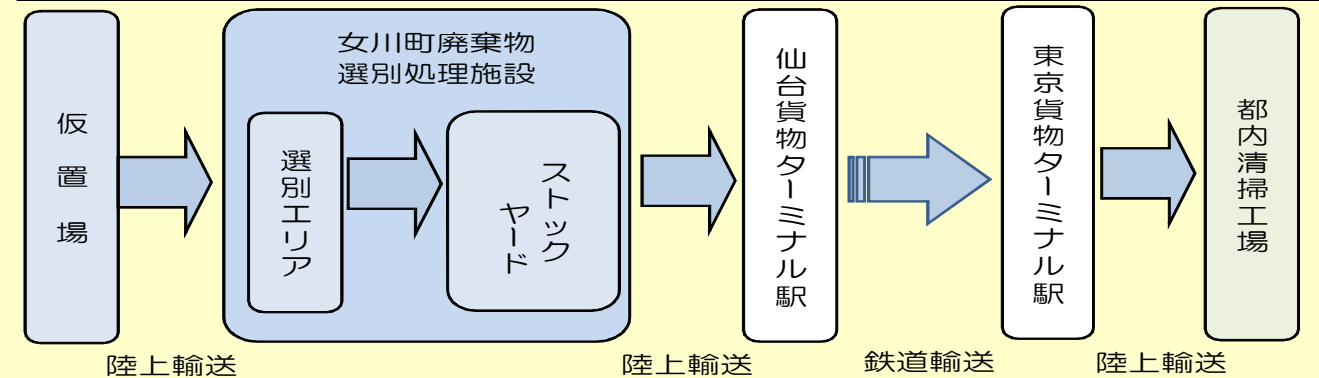 仮置場
女川町廃棄物
選別処理施設
選別エリア
ストック
ヤード
仙台貨物ターミナル駅
東京貨物ターミナル駅
都内清掃工場
陸上輸送
陸上輸送
鉄道輸送
陸上輸送